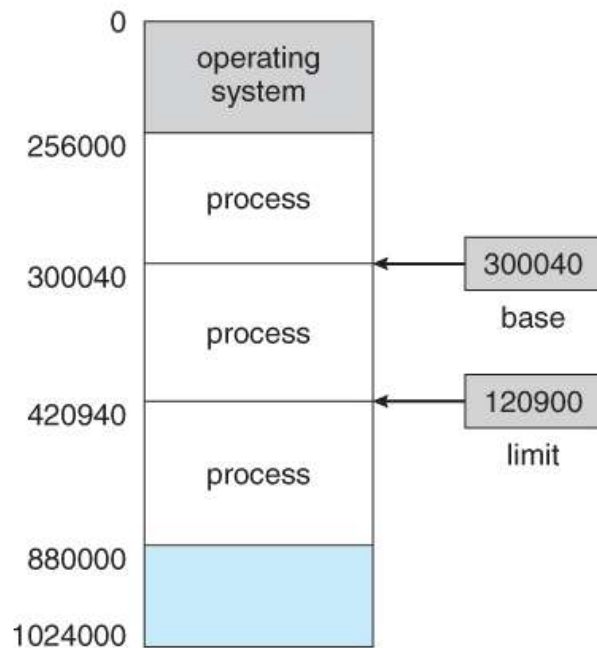 0
operating
system
256000
process
300040
300040
base
process
420940
120900
limit
process
880000
1024000